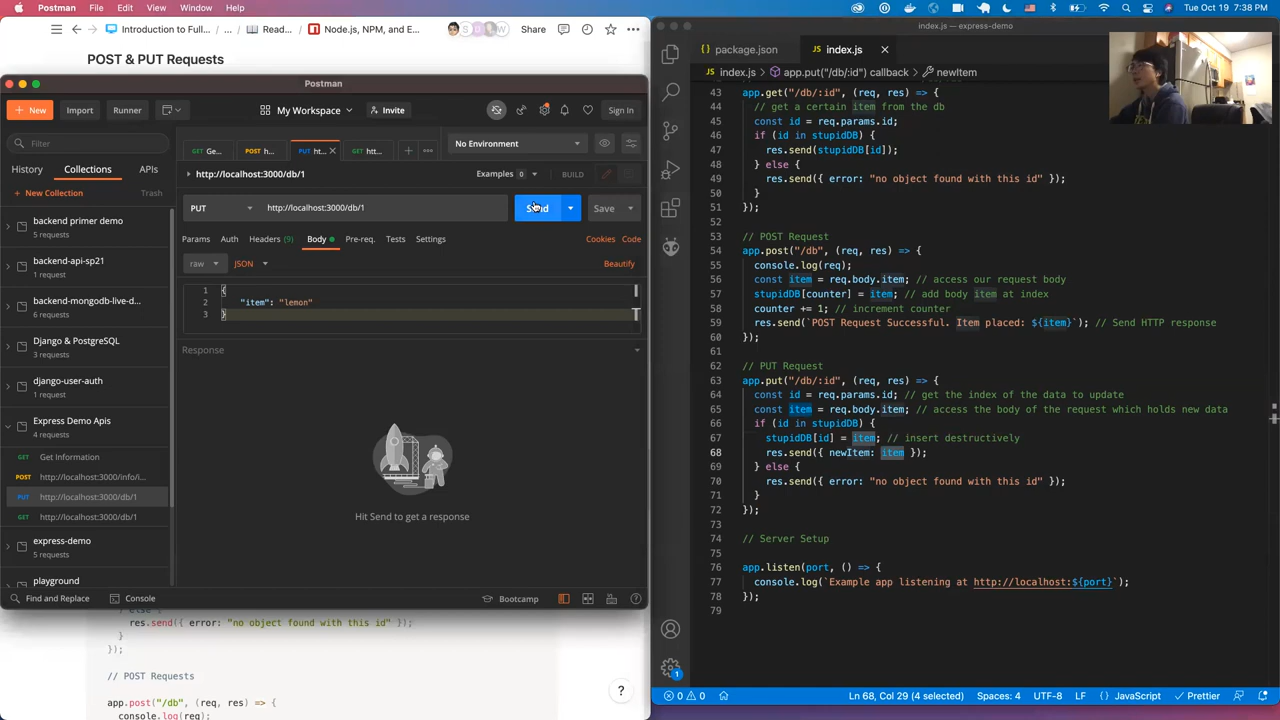 Postman File Edit View Window Help Tue Oct 19 7:38 PM
Introduction to Full... / ... / Read... / Node.js, NPM, and E... Share
POST & PUT Requests
Postman
New Import Runner My Workspace Invite Sign In
Filter
History Collections APIs
New Collection Trash
backend primer demo
5 requests
backend-api-sp21
1 request
backend-mongodb-live-d...
6 requests
Django & PostgreSQL
3 requests
django-user-auth
1 request
Express Demo Apis
4 requests
GET Get Information
POST http://localhost:3000/info/i...
PUT http://localhost:3000/db/1
GET http://localhost:3000/db/1
express-demo
5 requests
playground
Find and Replace Console Bootcamp
GET Ge... POST h... PUT ht... GET htt... No Environment
http://localhost:3000/db/1 Examples 0 BUILD
PUT http://localhost:3000/db/1 Send Save
Params Auth Headers (9) Body Pre-req. Tests Settings Cookies Code
raw JSON Beautify
1 {
2 "item": "lemon"
3 }
Response
Hit Send to get a response
res.send({ error: "no object found with this id" });
}
});
// POST Requests
app.post("/db", (req, res) => {
console.log(req);
?
index.js — express-demo
package.json index.js
index.js > app.put("/db/:id") callback > newItem
43 app.get("/db/:id", (req, res) => {
44 // get a certain item from the db
45 const id = req.params.id;
46 if (id in stupidDB) {
47 res.send(stupidDB[id]);
48 } else {
49 res.send({ error: "no object found with this id" });
50 }
51 });
52
53 // POST Request
54 app.post("/db", (req, res) => {
55 console.log(req);
56 const item = req.body.item; // access our request body
57 stupidDB[counter] = item; // add body item at index
58 counter += 1; // increment counter
59 res.send(`POST Request Successful. Item placed: ${item}`); // Send HTTP response
60 });
61
62 // PUT Request
63 app.put("/db/:id", (req, res) => {
64 const id = req.params.id; // get the index of the data to update
65 const item = req.body.item; // access the body of the request which holds new data
66 if (id in stupidDB) {
67 stupidDB[id] = item; // insert destructively
68 res.send({ newItem: item });
69 } else {
70 res.send({ error: "no object found with this id" });
71 }
72 });
73
74 // Server Setup
75
76 app.listen(port, () => {
77 console.log(`Example app listening at http://localhost:${port}`);
78 });
79
0 0 Ln 68, Col 29 (4 selected) Spaces: 4 UTF-8 LF JavaScript Prettier